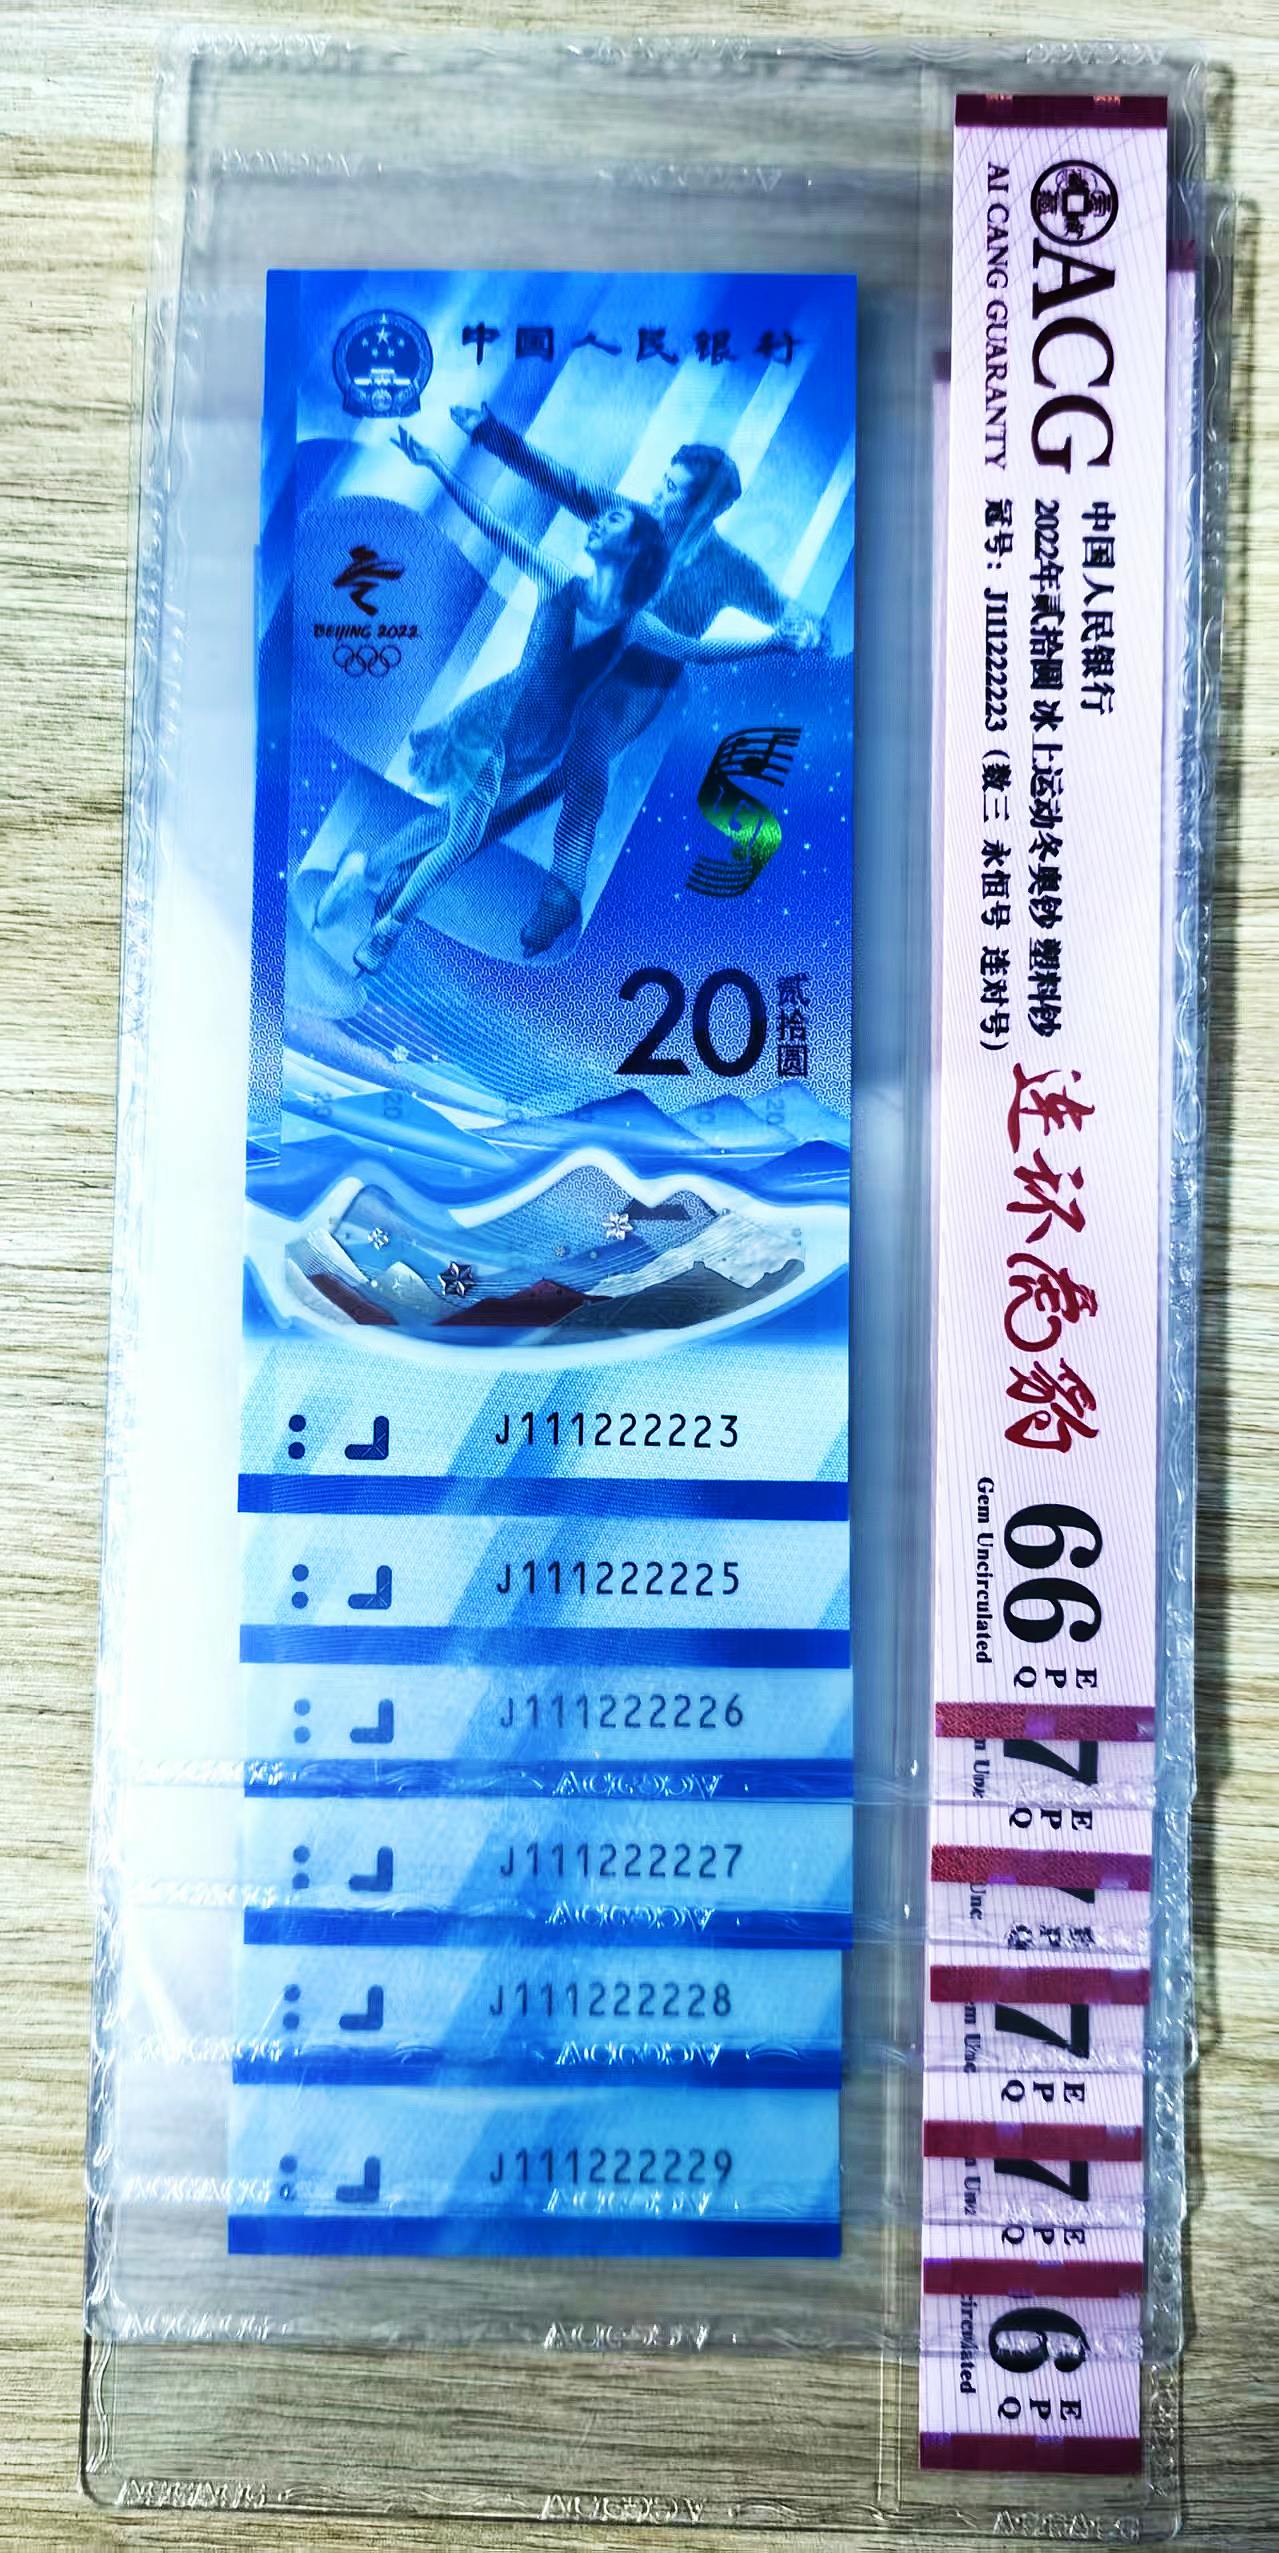 中国人民银行
BEIJING 2022
20
贰拾圆
J111222223
J111222225
J111222226
J111222227
J111222228
J111222229
ACG
AI CANG GUARANTY
中国人民银行
2022年贰拾圆 冰上运动冬奥钞 塑料钞
冠号: J111222223 (数三 永恒号 连对号)
连体虎豹
66
EPQ
Gem Uncirculated
7
EPQ
EPQ
7
EPQ
7
EPQ
6
EPQ